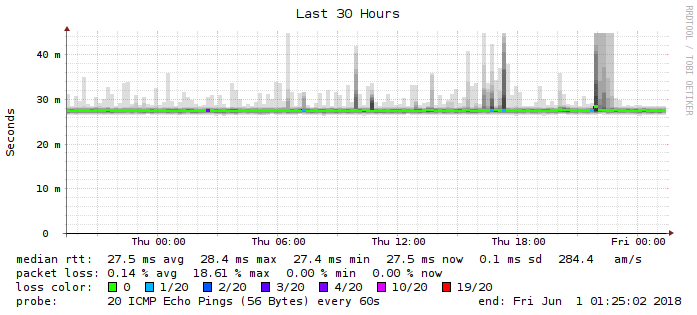 Last 30 Hours
RRDTOOL / TOBI OETIKER
Seconds
40 m
30 m
20 m
10 m
0
Thu 00:00 Thu 06:00 Thu 12:00 Thu 18:00 Fri 00:00
median rtt: 27.5 ms avg 28.4 ms max 27.4 ms min 27.5 ms now 0.1 ms sd 284.4 am/s
packet loss: 0.14 % avg 18.61 % max 0.00 % min 0.00 % now
loss color: 0 1/20 2/20 3/20 4/20 10/20 19/20
probe: 20 ICMP Echo Pings (56 Bytes) every 60s end: Fri Jun 1 01:25:02 2018